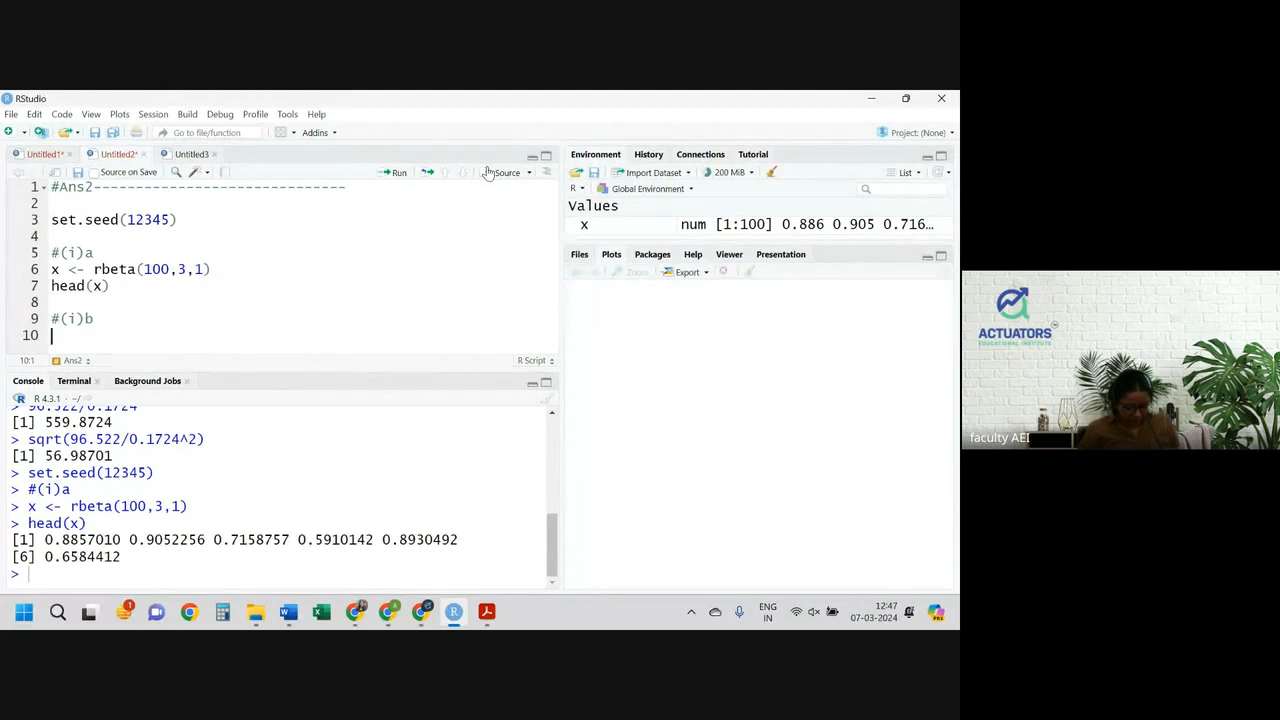 RStudio
File Edit Code View Plots Session Build Debug Profile Tools Help
Go to file/function Addins Project: (None)
Untitled1* Untitled2* Untitled3
Source on Save Run Source
1 #Ans2------------------------------
2
3 set.seed(12345)
4
5 #(i)a
6 x <- rbeta(100,3,1)
7 head(x)
8
9 #(i)b
10
10:1 Ans2 R Script
Console Terminal Background Jobs
R 4.3.1 · ~/
> 96.522/0.1724
[1] 559.8724
> sqrt(96.522/0.1724^2)
[1] 56.98701
> set.seed(12345)
> #(i)a
> x <- rbeta(100,3,1)
> head(x)
[1] 0.8857010 0.9052256 0.7158757 0.5910142 0.8930492
[6] 0.6584412
>
Environment History Connections Tutorial
Import Dataset 200 MiB List
R Global Environment
Values
x num [1:100] 0.886 0.905 0.716…
Files Plots Packages Help Viewer Presentation
Zoom Export
ENG
IN
12:47
07-03-2024
ACTUATORS
EDUCATIONAL INSTITUTE
faculty AEI